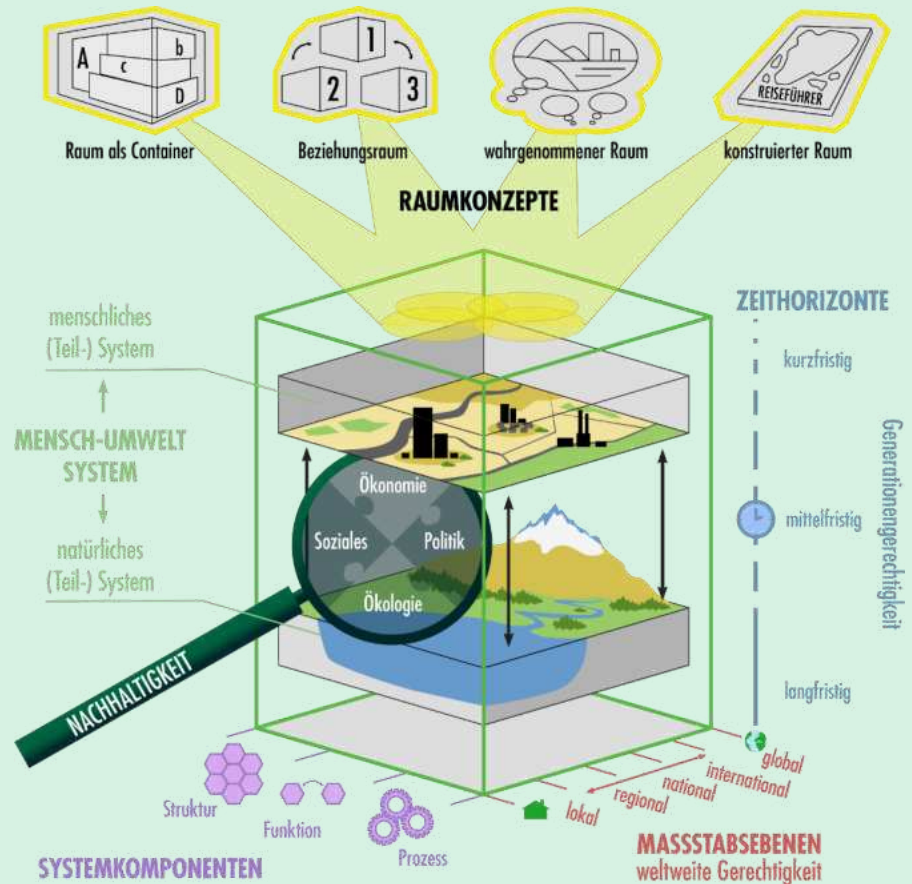 A
b
c
D
1
2
3
REISEFÜHRER
Raum als Container
Beziehungsraum
wahrgenommener Raum
konstruierter Raum
RAUMKONZEPTE
menschliches
(Teil-) System
MENSCH-UMWELT
SYSTEM
natürliches
(Teil-) System
Ökonomie
Soziales
Politik
Ökologie
NACHHALTIGKEIT
ZEITHORIZONTE
kurzfristig
mittelfristig
langfristig
Generationengerechtigkeit
Struktur
Funktion
Prozess
SYSTEMKOMPONENTEN
lokal
regional
national
international
global
MASSSTABSEBENEN
weltweite Gerechtigkeit